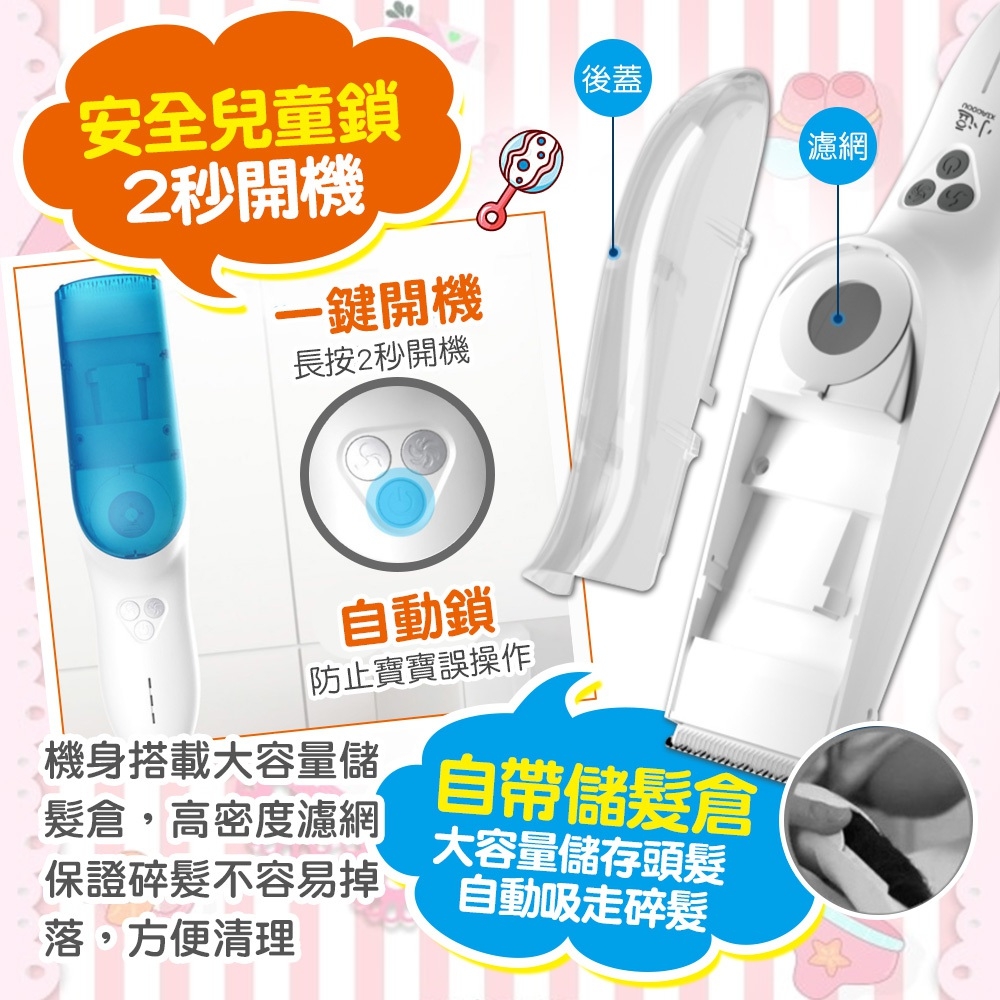 安全兒童鎖
2秒開機
一鍵開機
長按2秒開機
自動鎖
防止寶寶誤操作
後蓋
濾網
XIAODOU
機身搭載大容量儲
髮倉，高密度濾網
保證碎髮不容易掉
落，方便清理
自帶儲髮倉
大容量儲存頭髮
自動吸走碎髮